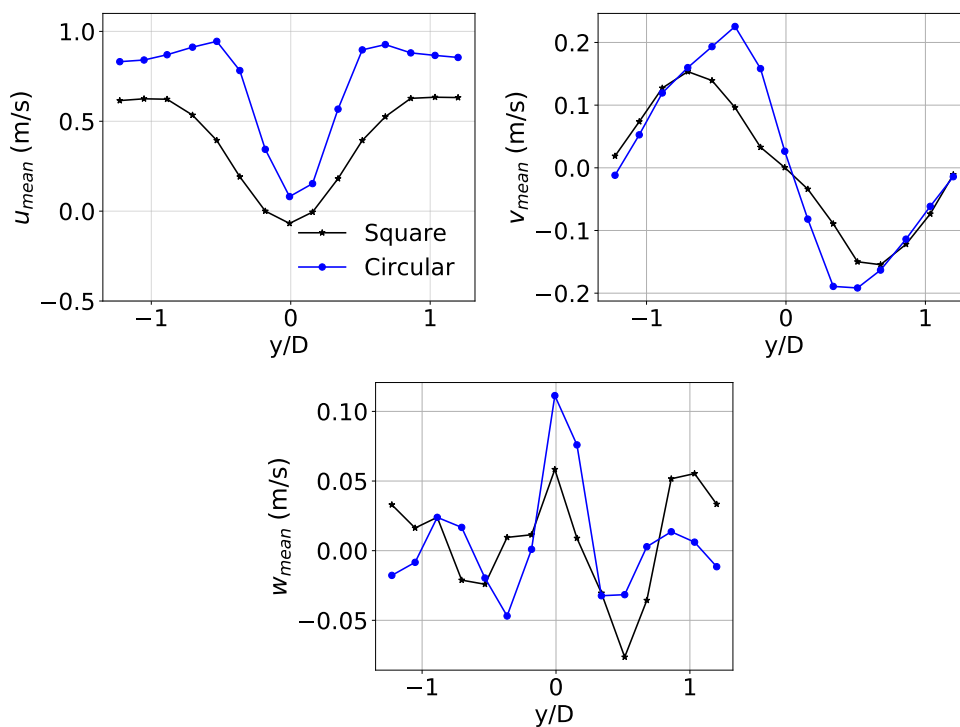 1.0
0.5
0.0
−0.5
u_mean (m/s)
Square
Circular
−1
0
1
y/D
0.2
0.1
0.0
−0.1
−0.2
v_mean (m/s)
−1
0
1
y/D
0.10
0.05
0.00
−0.05
w_mean (m/s)
−1
0
1
y/D